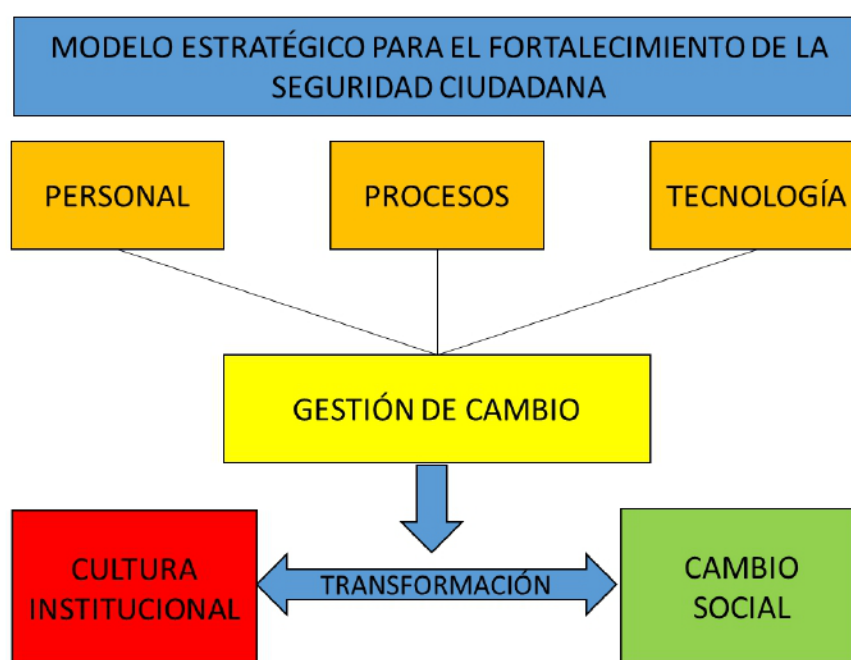 MODELO ESTRATÉGICO PARA EL FORTALECIMIENTO DE LA
SEGURIDAD CIUDADANA
PERSONAL
PROCESOS
TECNOLOGÍA
GESTIÓN DE CAMBIO
CULTURA
INSTITUCIONAL
TRANSFORMACIÓN
CAMBIO
SOCIAL